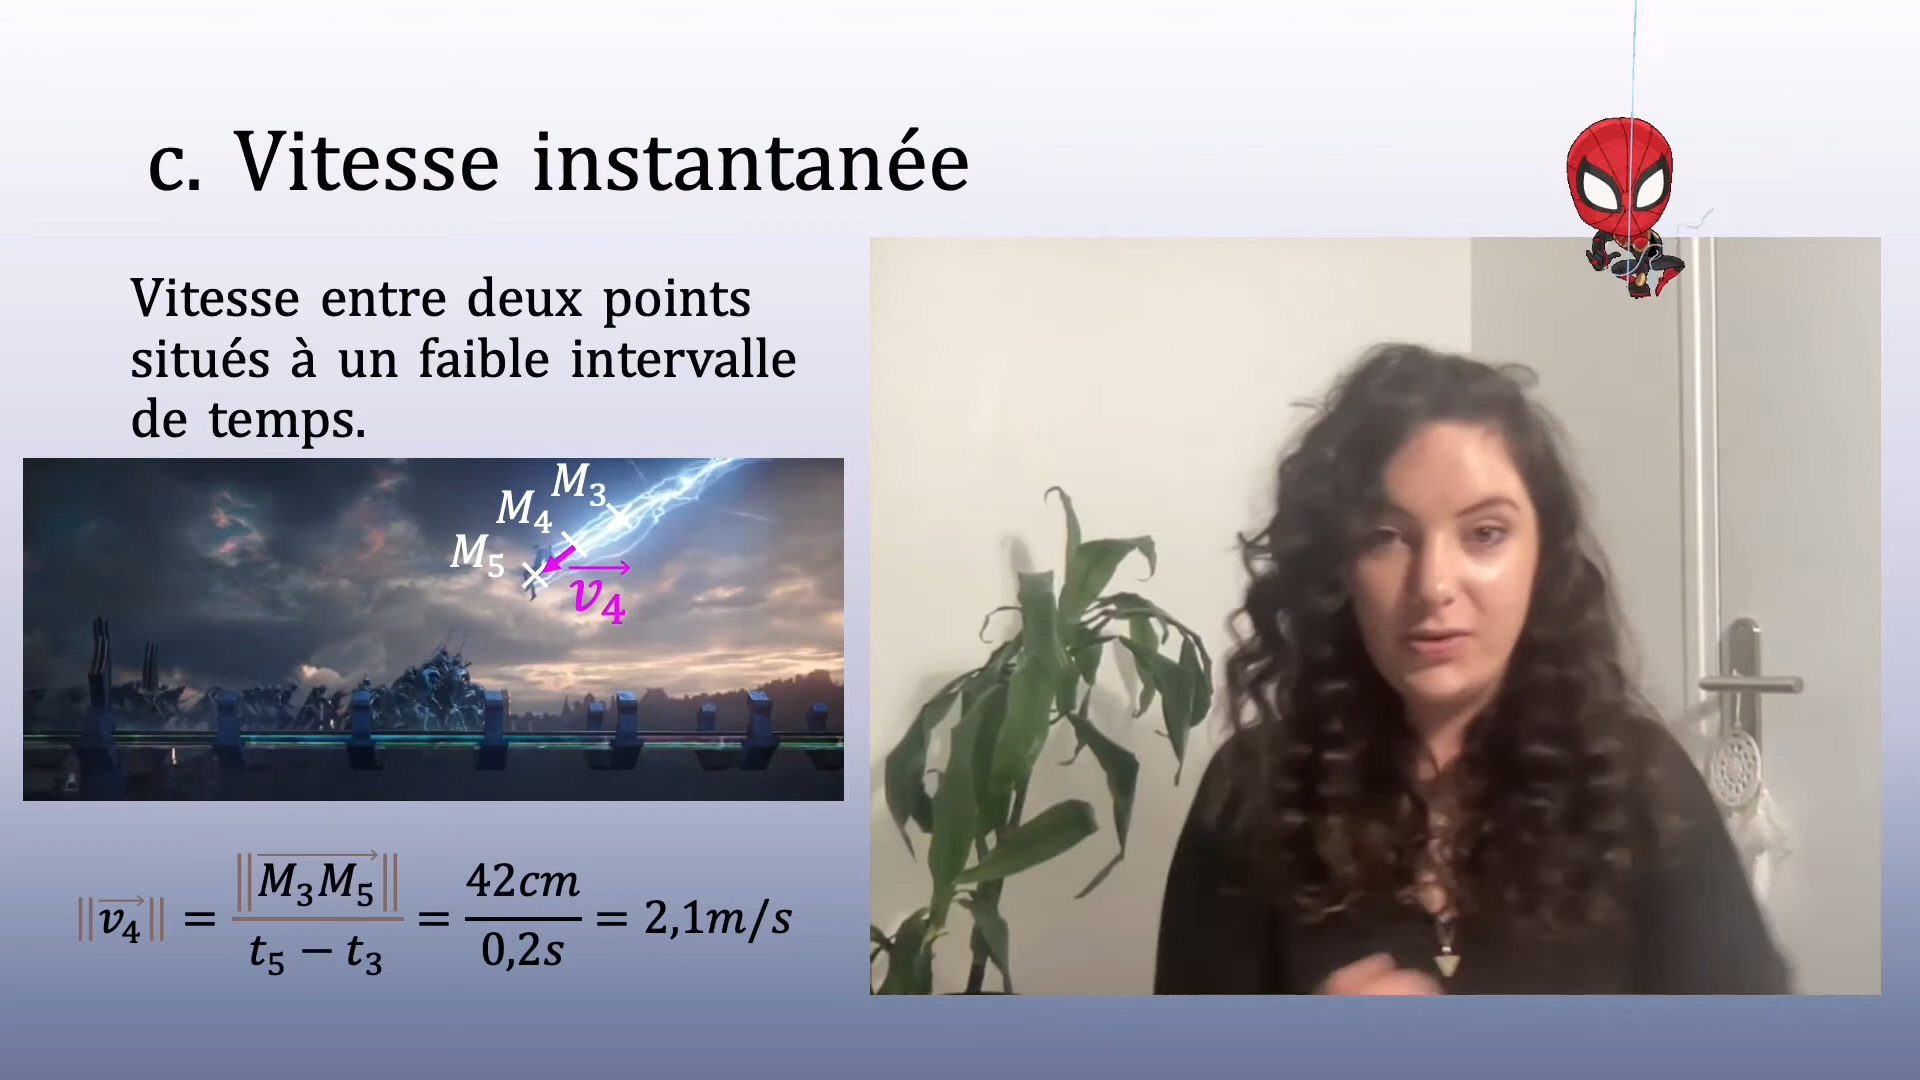 c. Vitesse instantanée
Vitesse entre deux points
situés à un faible intervalle
de temps.
M₃
M₄
M₅
v₄
||v₄|| = ||M₃M₅|| / (t₅ − t₃) = 42cm / 0,2s = 2,1m/s